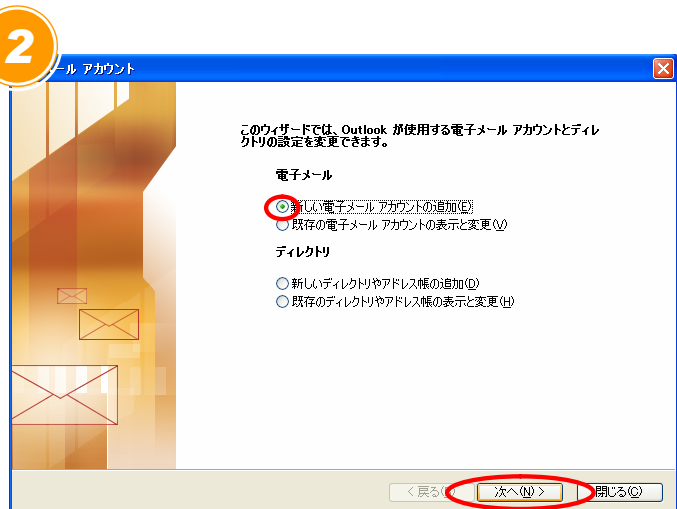 2
ール アカウント
このウィザードでは、Outlook が使用する電子メール アカウントとディレ
クトリの設定を変更できます。
電子メール
新しい電子メール アカウントの追加(E)
既存の電子メール アカウントの表示と変更(V)
ディレクトリ
新しいディレクトリやアドレス帳の追加(D)
既存のディレクトリやアドレス帳の表示と変更(H)
< 戻る(
次へ(N) >
閉じる(C)